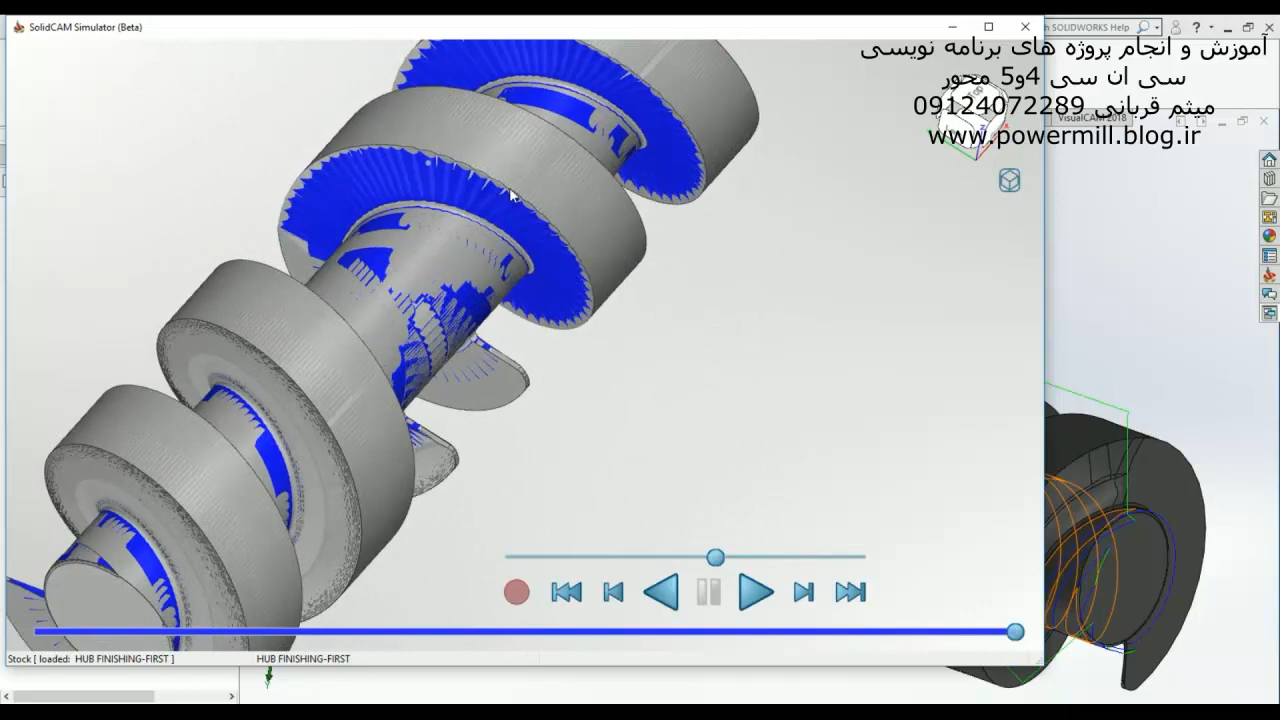 SolidCAM Simulator (Beta)
SOLIDWORKS Help
آموزش و انجام پروژه های برنامه نویسی
سی ان سی 4و5 محور
میثم قربانی 09124072289
VisualCAM 2018
www.powermill.blog.ir
Stock [ loaded: HUB FINISHING-FIRST ]
HUB FINISHING-FIRST